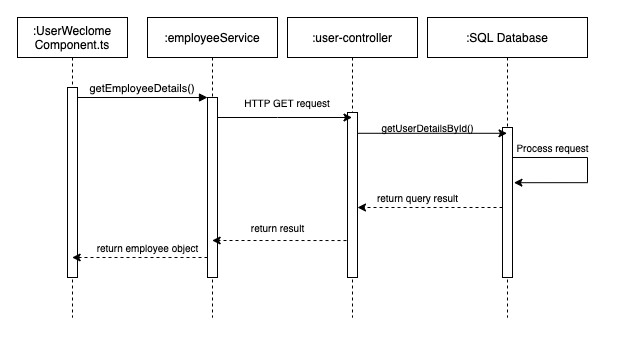 :UserWeclome
Component.ts
:employeeService
:user-controller
:SQL Database
getEmployeeDetails()
HTTP GET request
getUserDetailsById()
Process request
return query result
return result
return employee object